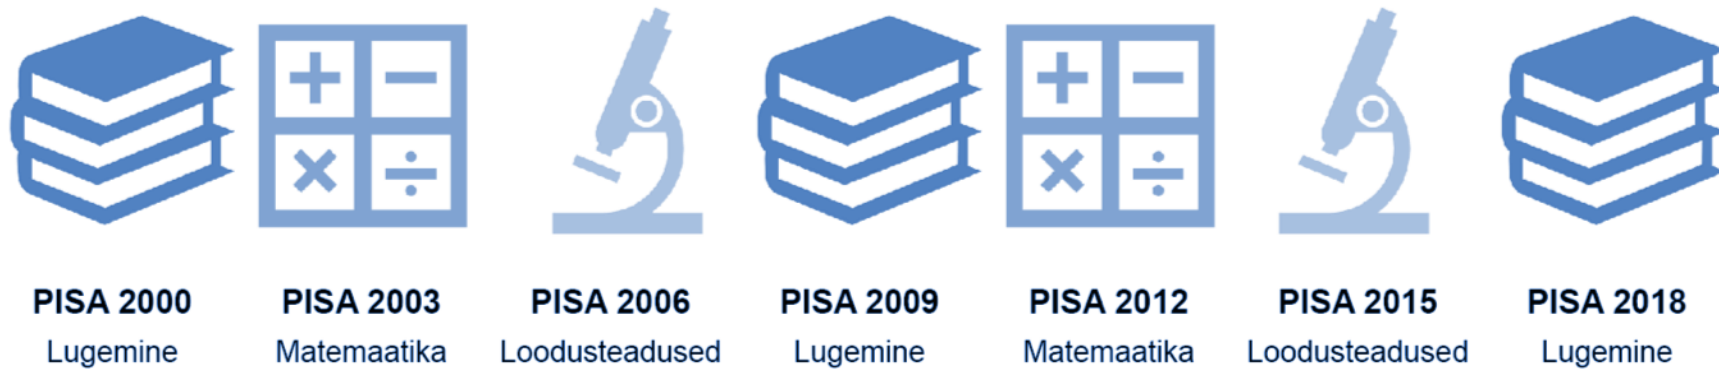 PISA 2000 PISA 2003 PISA 2006 PISA 2009 PISA 2012 PISA 2015 PISA 2018
Lugemine Matemaatika Loodusteadused Lugemine Matemaatika Loodusteadused Lugemine